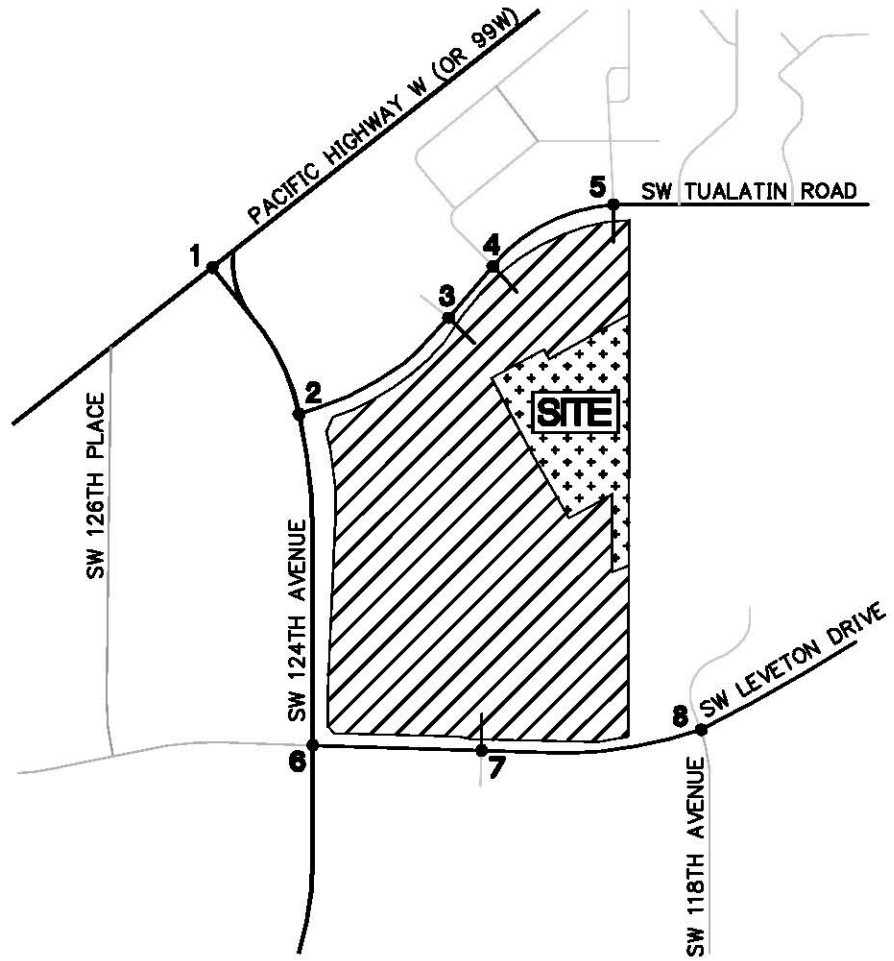 PACIFIC HIGHWAY W (OR 99W)
5
SW TUALATIN ROAD
1
4
3
2
SITE
SW 126TH PLACE
SW 124TH AVENUE
SW LEVETON DRIVE
8
6
7
SW 118TH AVENUE